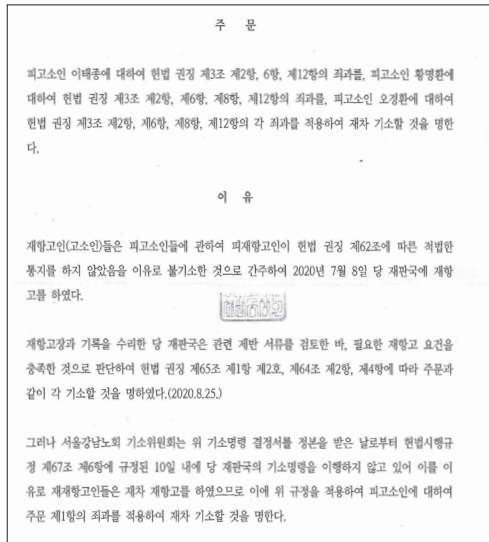 주 문
피고소인 이태종에 대하여 헌법 권징 제3조 제2항, 6항, 제12항의 죄과를, 피고소인 황명환에
대하여 헌법 권징 제3조 제2항, 제6항, 제8항, 제12항의 죄과를, 피고소인 오경환에 대하여
헌법 권징 제3조 제2항, 제6항, 제8항, 제12항의 각 죄과를 적용하여 재차 기소할 것을 명한
다.
이 유
재항고인(고소인)들은 피고소인들에 관하여 피재항고인이 헌법 권징 제62조에 따른 적법한
통지를 하지 않았음을 이유로 불기소한 것으로 간주하여 2020년 7월 8일 당 재판국에 재항
고를 하였다.
재항고장과 기록을 수리한 당 재판국은 관련 제반 서류를 검토한 바, 필요한 재항고 요건을
충족한 것으로 판단하여 헌법 권징 제65조 제1항 제2호, 제64조 제2항, 제4항에 따라 주문과
같이 각 기소할 것을 명하였다.(2020.8.25.)
그러나 서울강남노회 기소위원회는 위 기소명령 결정서를 정본을 받은 날로부터 헌법시행규
정 제67조 제6항에 규정된 10일 내에 당 재판국의 기소명령을 이행하지 않고 있어 이를 이
유로 재재항고인들은 재차 재항고를 하였으므로 이에 위 규정을 적용하여 피고소인에 대하여
주문 제1항의 죄과를 적용하여 재차 기소할 것을 명한다.